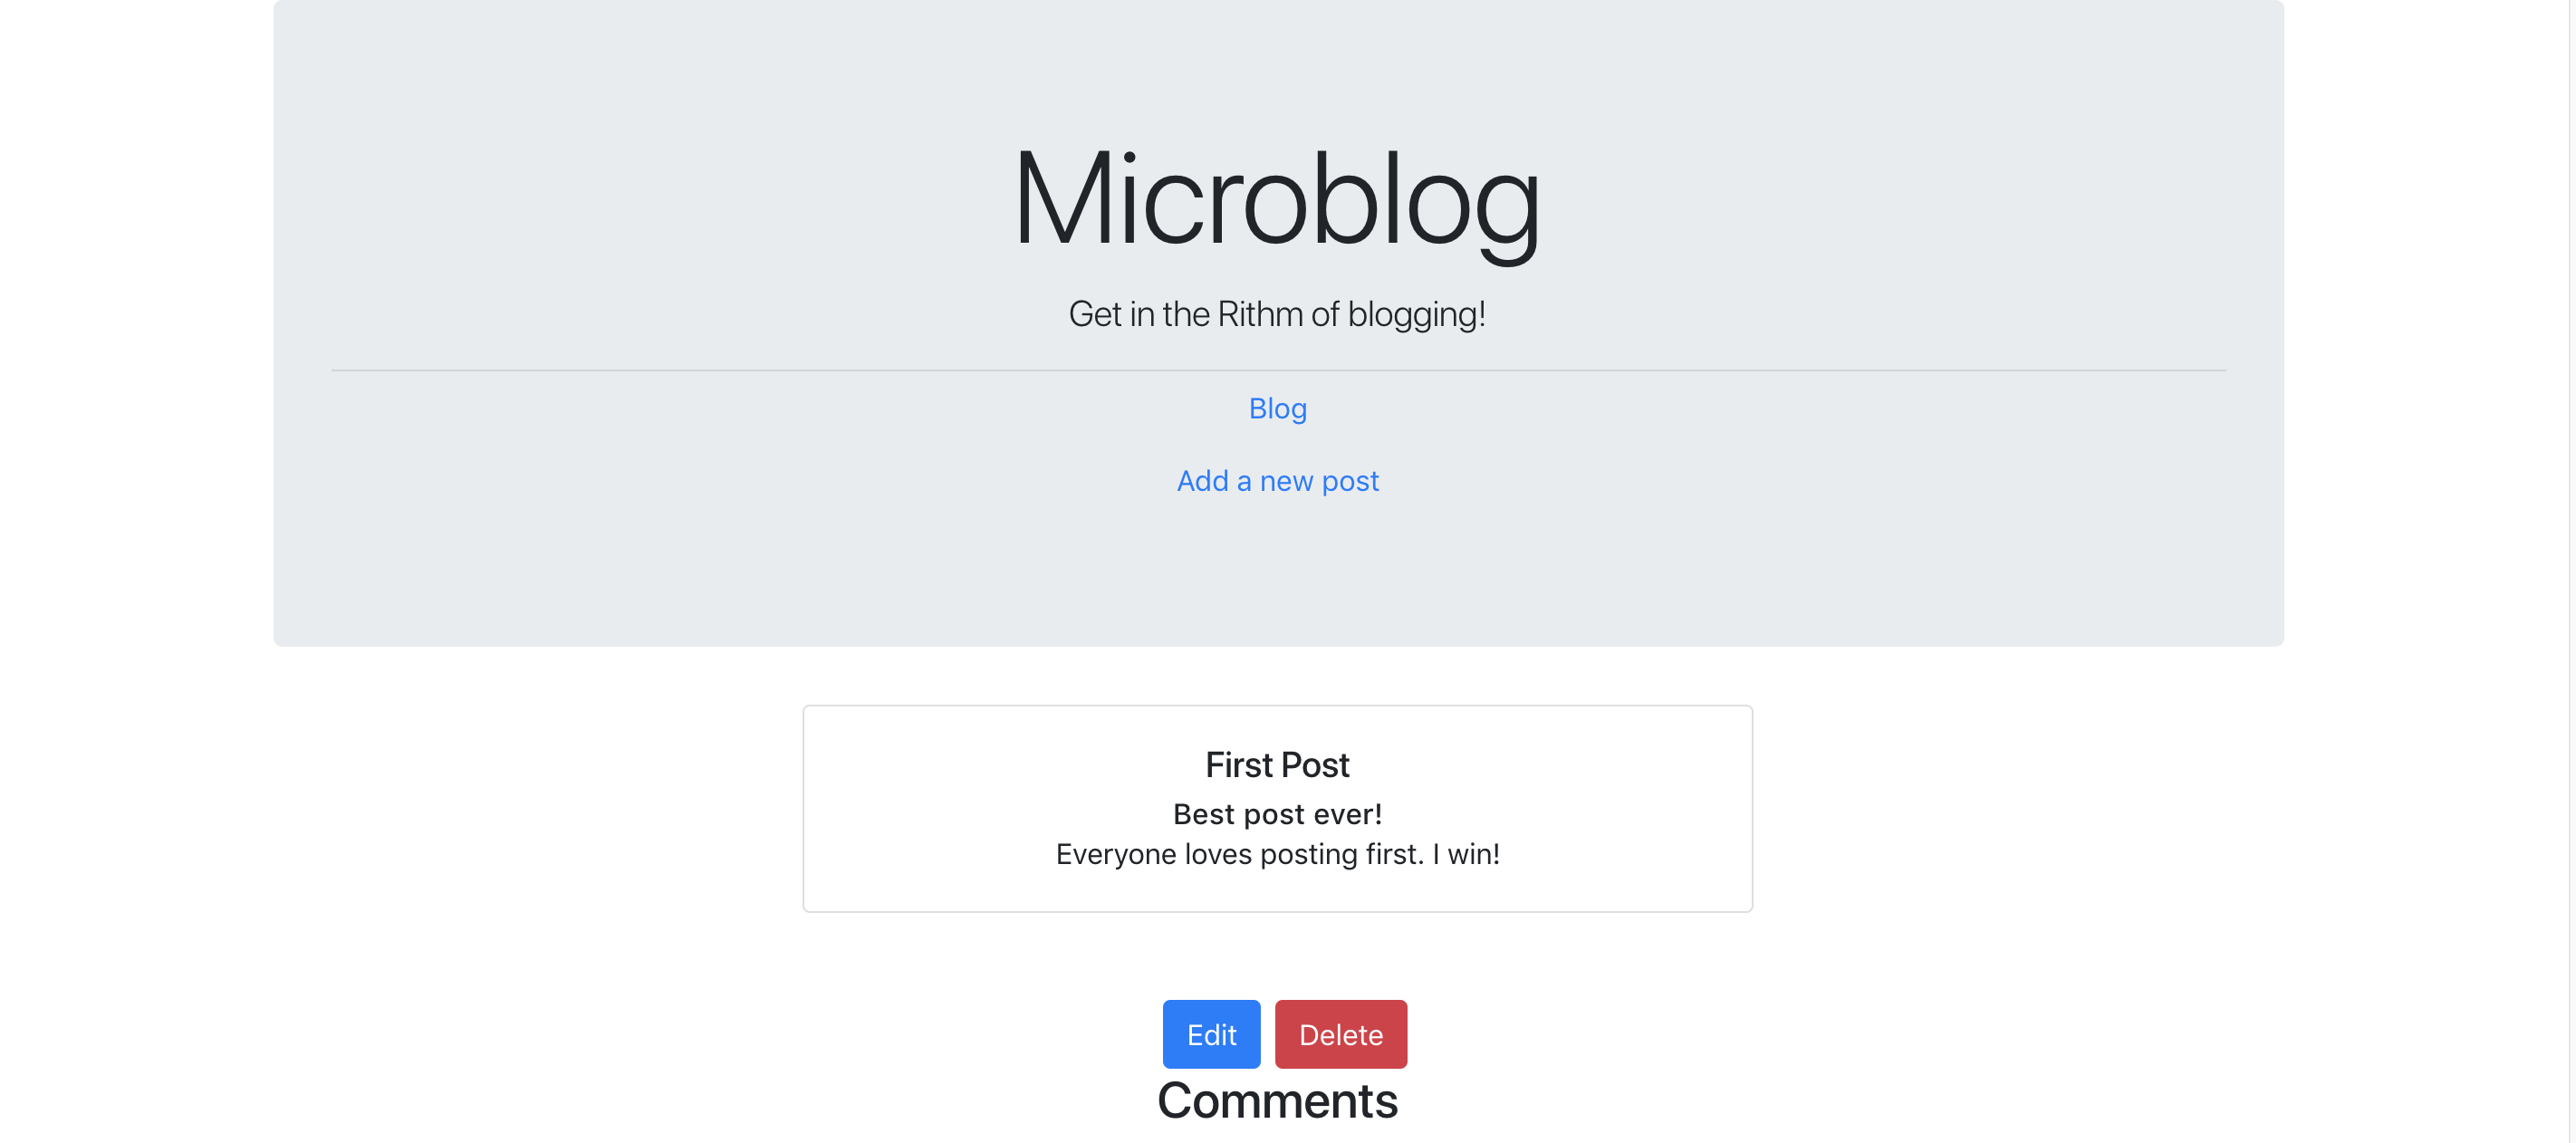 Microblog
Get in the Rithm of blogging!
Blog
Add a new post
First Post
Best post ever!
Everyone loves posting first. I win!
Edit Delete
Comments